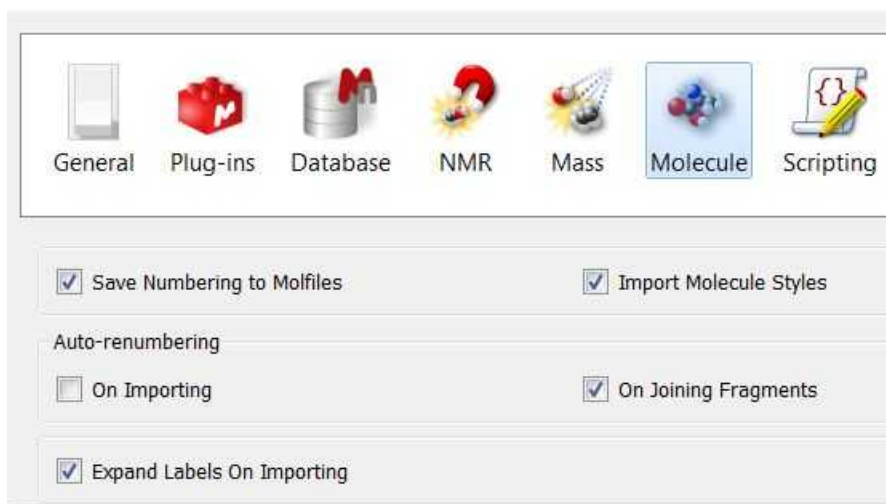 General Plug-ins Database NMR Mass Molecule Scripting
Save Numbering to Molfiles Import Molecule Styles
Auto-renumbering
On Importing On Joining Fragments
Expand Labels On Importing